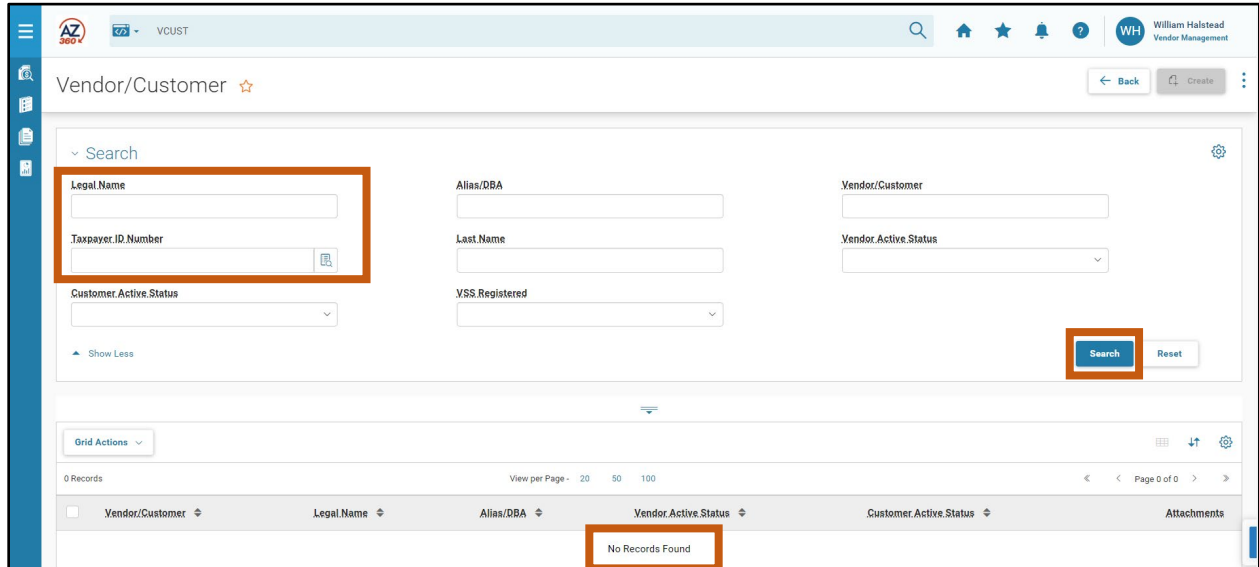 AZ
360
VCUST
WH
William Halstead
Vendor Management
Vendor/Customer
Back
Create
Search
Legal Name
Alias/DBA
Vendor/Customer
Taxpayer ID Number
Last Name
Vendor Active Status
Customer Active Status
VSS Registered
Show Less
Search
Reset
Grid Actions
0 Records
View per Page - 20 50 100
Page 0 of 0
Vendor/Customer Legal Name Alias/DBA Vendor Active Status Customer Active Status Attachments
No Records Found